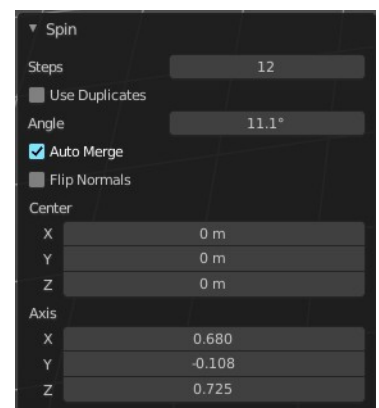 Spin
Steps 12
Use Duplicates
Angle 11.1°
Auto Merge
Flip Normals
Center
X 0 m
Y 0 m
Z 0 m
Axis
X 0.680
Y -0.108
Z 0.725